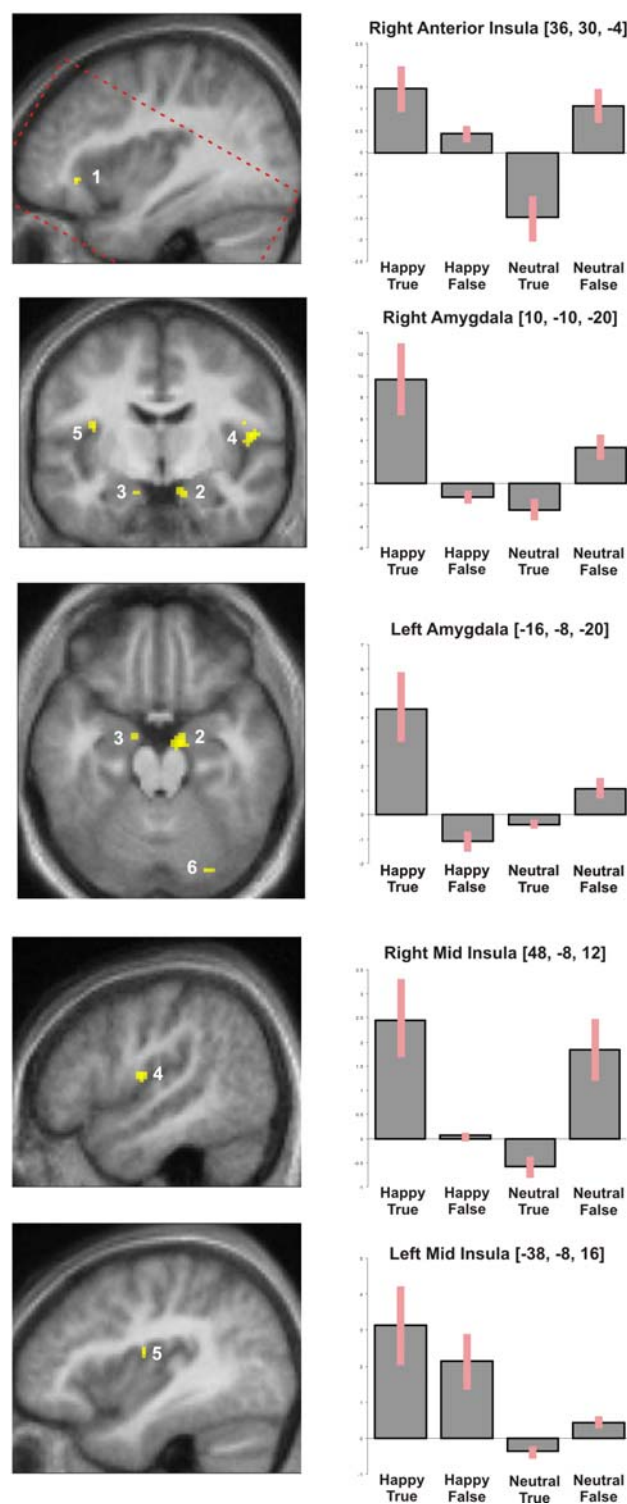 Right Anterior Insula [36, 30, -4]
1
Happy True
Happy False
Neutral True
Neutral False
Right Amygdala [10, -10, -20]
5
4
3
2
Happy True
Happy False
Neutral True
Neutral False
Left Amygdala [-16, -8, -20]
3
2
6
Happy True
Happy False
Neutral True
Neutral False
Right Mid Insula [48, -8, 12]
4
Happy True
Happy False
Neutral True
Neutral False
Left Mid Insula [-38, -8, 16]
5
Happy True
Happy False
Neutral True
Neutral False